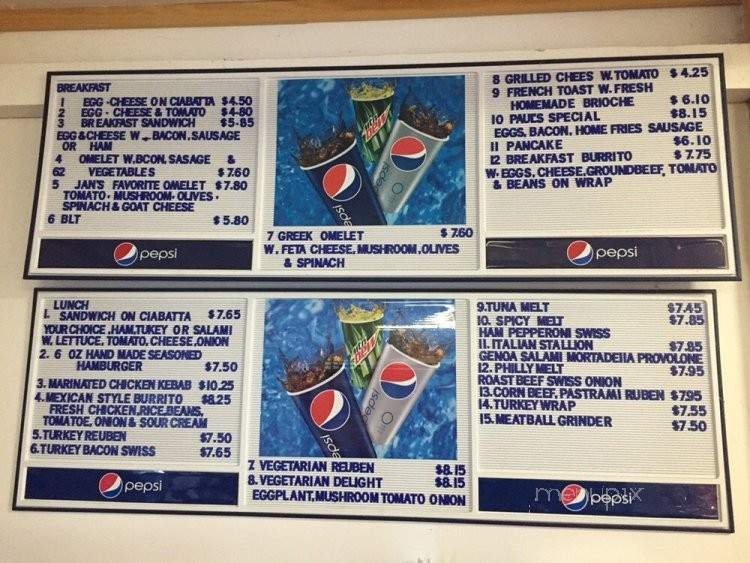 BREAKFAST
1 EGG-CHEESE ON CIABATTA $4.50
2 EGG - CHEESE & TOMATO $4-80
3 BREAKFAST SANDWICH $5-85
EGG & CHEESE W BACON, SAUSAGE
OR HAM
4 OMELET W,BCON, SASAGE &
62 VEGETABLES $7.60
5 JAN'S FAVORITE OMELET $7.80
TOMATO, MUSHROOM, OLIVES,
SPINACH & GOAT CHEESE
6 BLT $5.80
pepsi
7 GREEK OMELET $7.60
W, FETA CHEESE, MUSHROOM,OLIVES
& SPINACH
8 GRILLED CHEES W.TOMATO $4.25
9 FRENCH TOAST W.FRESH
HOMEMADE BRIOCHE $6.10
10 PAUL'S SPECIAL $8.15
EGGS, BACON, HOME FRIES SAUSAGE
11 PANCAKE $6.10
12 BREAKFAST BURRITO $7.75
W. EGGS, CHEESE,GROUNDBEEF, TOMATO
& BEANS ON WRAP
pepsi
LUNCH
1. SANDWICH ON CIABATTA $7.65
YOUR CHOICE ,HAM,TUKEY OR SALAMI
W. LETTUCE, TOMATO, CHEESE,ONION
2. 6 OZ HAND MADE SEASONED
HAMBURGER $7.50
3. MARINATED CHICKEN KEBAB $10.25
4. MEXICAN STYLE BURRITO $8.25
FRESH CHICKEN,RICE,BEANS,
TOMATOE, ONION & SOUR CREAM
5.TURKEY REUBEN $7.50
6.TURKEY BACON SWISS $7.65
pepsi
7. VEGETARIAN REUBEN $8.15
8. VEGETARIAN DELIGHT $8.15
EGGPLANT,MUSHROOM TOMATO ONION
9.TUNA MELT $7.45
10. SPICY MELT $7.85
HAM PEPPERONI SWISS
11. ITALIAN STALLION $7.85
GENOA SALAMI MORTADEllA PROVOLONE
12. PHILLY MELT $7.95
ROAST BEEF SWISS ONION
13.CORN BEEF, PASTRAMI RUBEN $7.95
14.TURKEY WRAP $7.55
15.MEATBALL GRINDER $7.50
menupix
pepsi